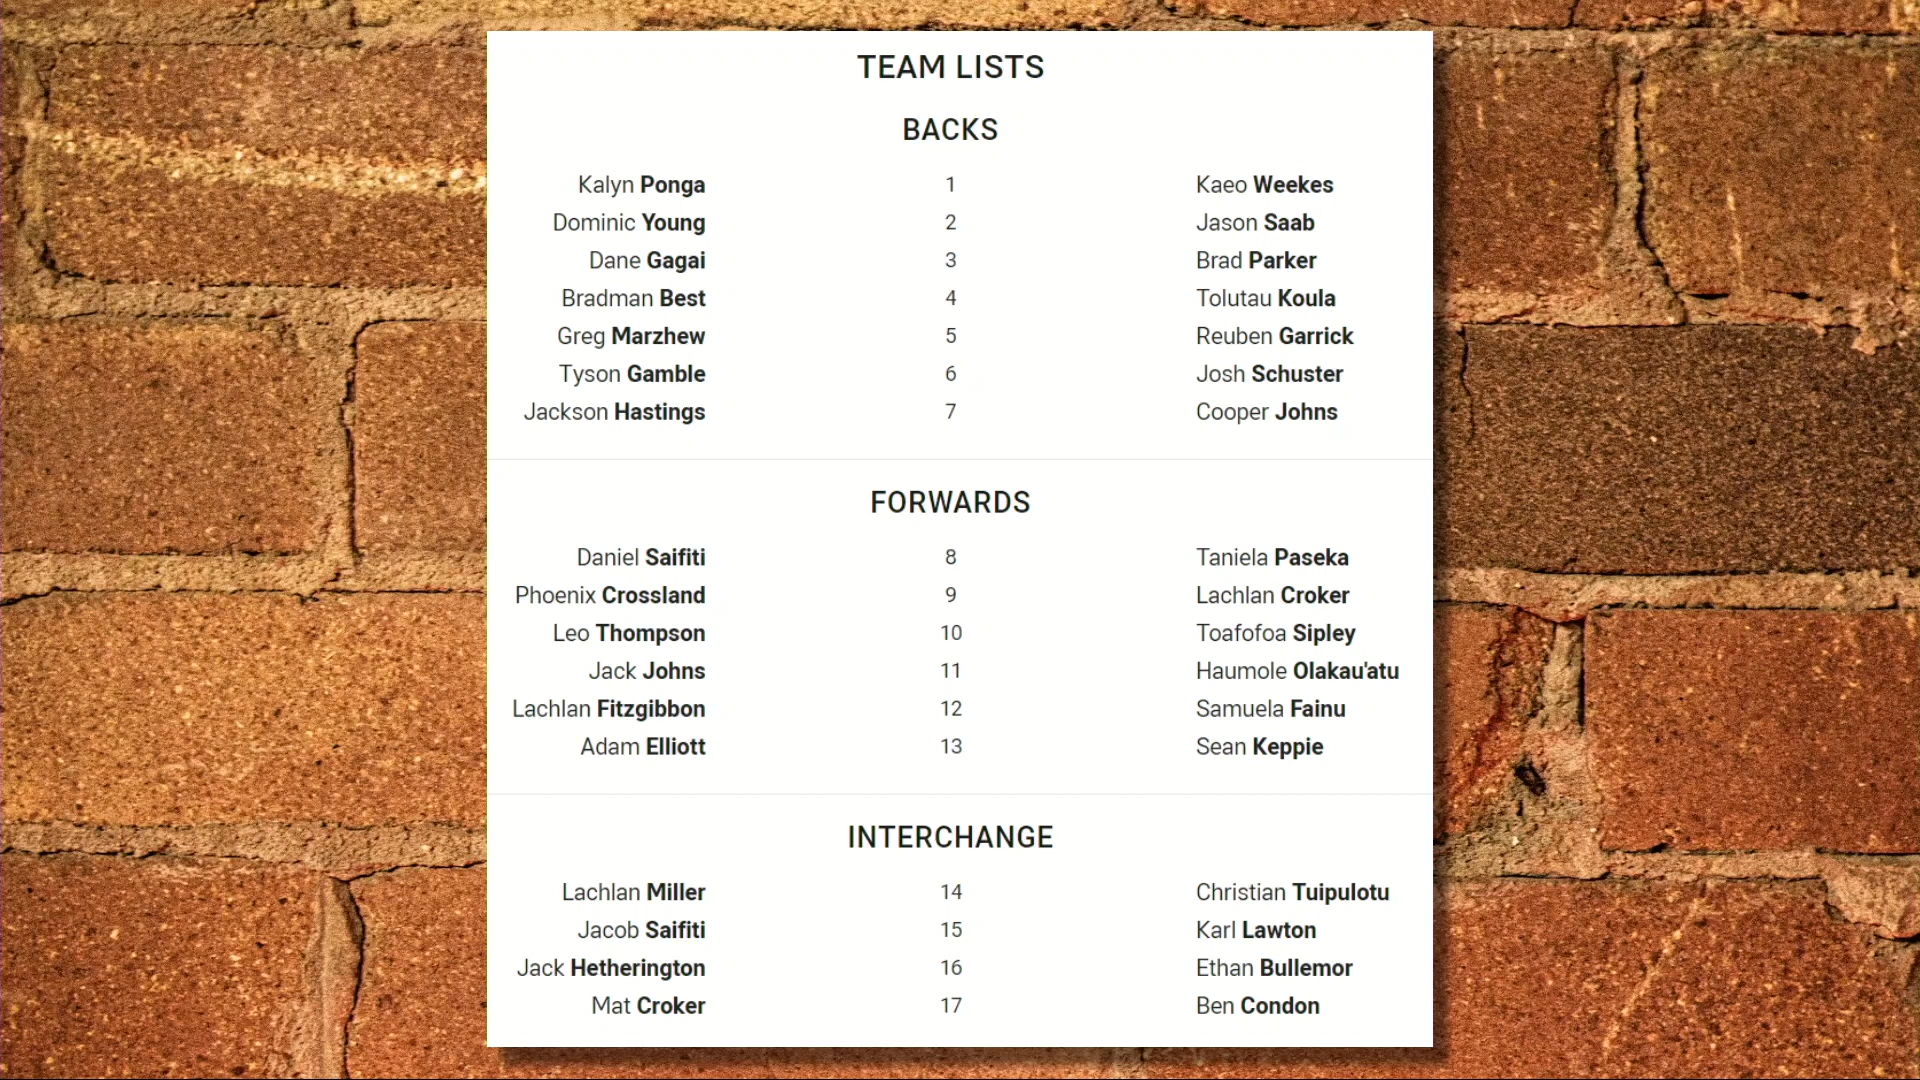 TEAM LISTS
BACKS
Kalyn Ponga 1 Kaeo Weekes
Dominic Young 2 Jason Saab
Dane Gagai 3 Brad Parker
Bradman Best 4 Tolutau Koula
Greg Marzhew 5 Reuben Garrick
Tyson Gamble 6 Josh Schuster
Jackson Hastings 7 Cooper Johns
FORWARDS
Daniel Saifiti 8 Taniela Paseka
Phoenix Crossland 9 Lachlan Croker
Leo Thompson 10 Toafofoa Sipley
Jack Johns 11 Haumole Olakau'atu
Lachlan Fitzgibbon 12 Samuela Fainu
Adam Elliott 13 Sean Keppie
INTERCHANGE
Lachlan Miller 14 Christian Tuipulotu
Jacob Saifiti 15 Karl Lawton
Jack Hetherington 16 Ethan Bullemor
Mat Croker 17 Ben Condon